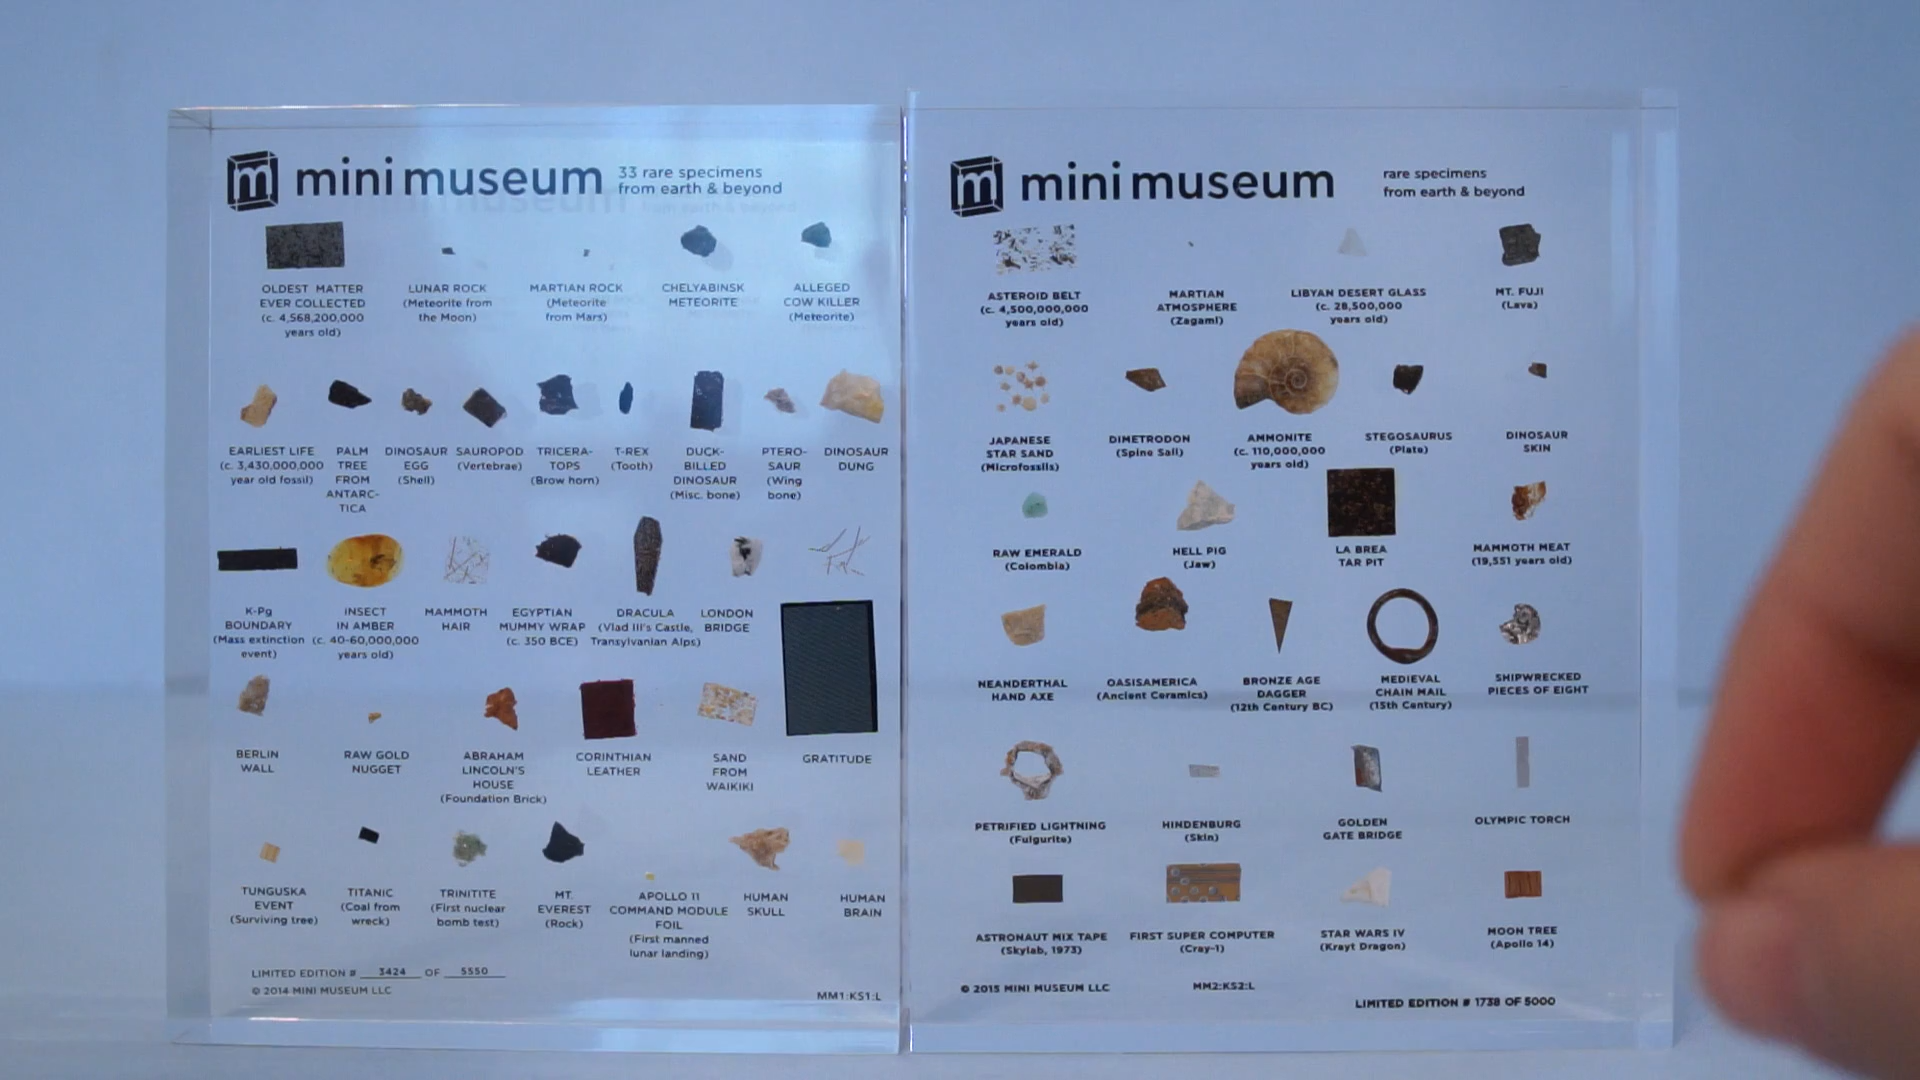 mini museum
33 rare specimens
from earth & beyond
OLDEST MATTER
EVER COLLECTED
(c. 4,568,200,000
years old)
LUNAR ROCK
(Meteorite from
the Moon)
MARTIAN ROCK
(Meteorite
from Mars)
CHELYABINSK
METEORITE
ALLEGED
COW KILLER
(Meteorite)
EARLIEST LIFE
(c. 3,430,000,000
year old fossil)
PALM
TREE
FROM
ANTARC-
TICA
DINOSAUR
EGG
(Shell)
SAUROPOD
(Vertebrae)
TRICERA-
TOPS
(Brow horn)
T-REX
(Tooth)
DUCK-
BILLED
DINOSAUR
(Misc. bone)
PTERO-
SAUR
(Wing
bone)
DINOSAUR
DUNG
K-Pg
BOUNDARY
(Mass extinction
event)
INSECT
IN AMBER
(c. 40-60,000,000
years old)
MAMMOTH
HAIR
EGYPTIAN
MUMMY WRAP
(c. 350 BCE)
DRACULA
(Vlad III's Castle,
Transylvanian Alps)
LONDON
BRIDGE
BERLIN
WALL
RAW GOLD
NUGGET
ABRAHAM
LINCOLN'S
HOUSE
(Foundation Brick)
CORINTHIAN
LEATHER
SAND
FROM
WAIKIKI
GRATITUDE
TUNGUSKA
EVENT
(Surviving tree)
TITANIC
(Coal from
wreck)
TRINITITE
(First nuclear
bomb test)
MT.
EVEREST
(Rock)
APOLLO 11
COMMAND MODULE
FOIL
(First manned
lunar landing)
HUMAN
SKULL
HUMAN
BRAIN
LIMITED EDITION # 3424 OF 5550
© 2014 MINI MUSEUM LLC
MM1:KS1:L
mini museum
rare specimens
from earth & beyond
ASTEROID BELT
(c. 4,500,000,000
years old)
MARTIAN
ATMOSPHERE
(Zagami)
LIBYAN DESERT GLASS
(c. 28,500,000
years old)
MT. FUJI
(Lava)
JAPANESE
STAR SAND
(Microfossils)
DIMETRODON
(Spine Sail)
AMMONITE
(c. 110,000,000
years old)
STEGOSAURUS
(Plate)
DINOSAUR
SKIN
RAW EMERALD
(Colombia)
HELL PIG
(Jaw)
LA BREA
TAR PIT
MAMMOTH MEAT
(19,551 years old)
NEANDERTHAL
HAND AXE
OASISAMERICA
(Ancient Ceramics)
BRONZE AGE
DAGGER
(12th Century BC)
MEDIEVAL
CHAIN MAIL
(15th Century)
SHIPWRECKED
PIECES OF EIGHT
PETRIFIED LIGHTNING
(Fulgurite)
HINDENBURG
(Skin)
GOLDEN
GATE BRIDGE
OLYMPIC TORCH
ASTRONAUT MIX TAPE
(Skylab, 1973)
FIRST SUPER COMPUTER
(Cray-1)
STAR WARS IV
(Krayt Dragon)
MOON TREE
(Apollo 14)
© 2015 MINI MUSEUM LLC
MM2:KS2:L
LIMITED EDITION # 1738 OF 5000